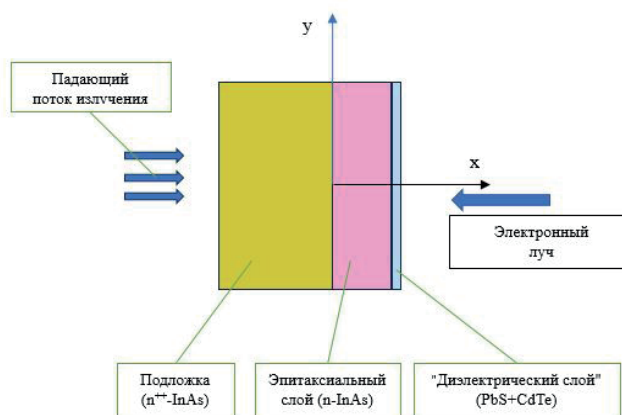 y
Падающий
поток излучения
x
Электронный
луч
Подложка
(n⁺⁺-InAs)
Эпитаксиальный
слой (n-InAs)
"Диэлектрический слой"
(PbS+CdTe)